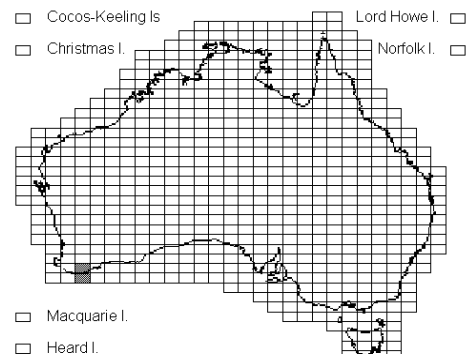 Cocos-Keeling Is
Lord Howe I.
Christmas I.
Norfolk I.
Macquarie I.
Heard I.